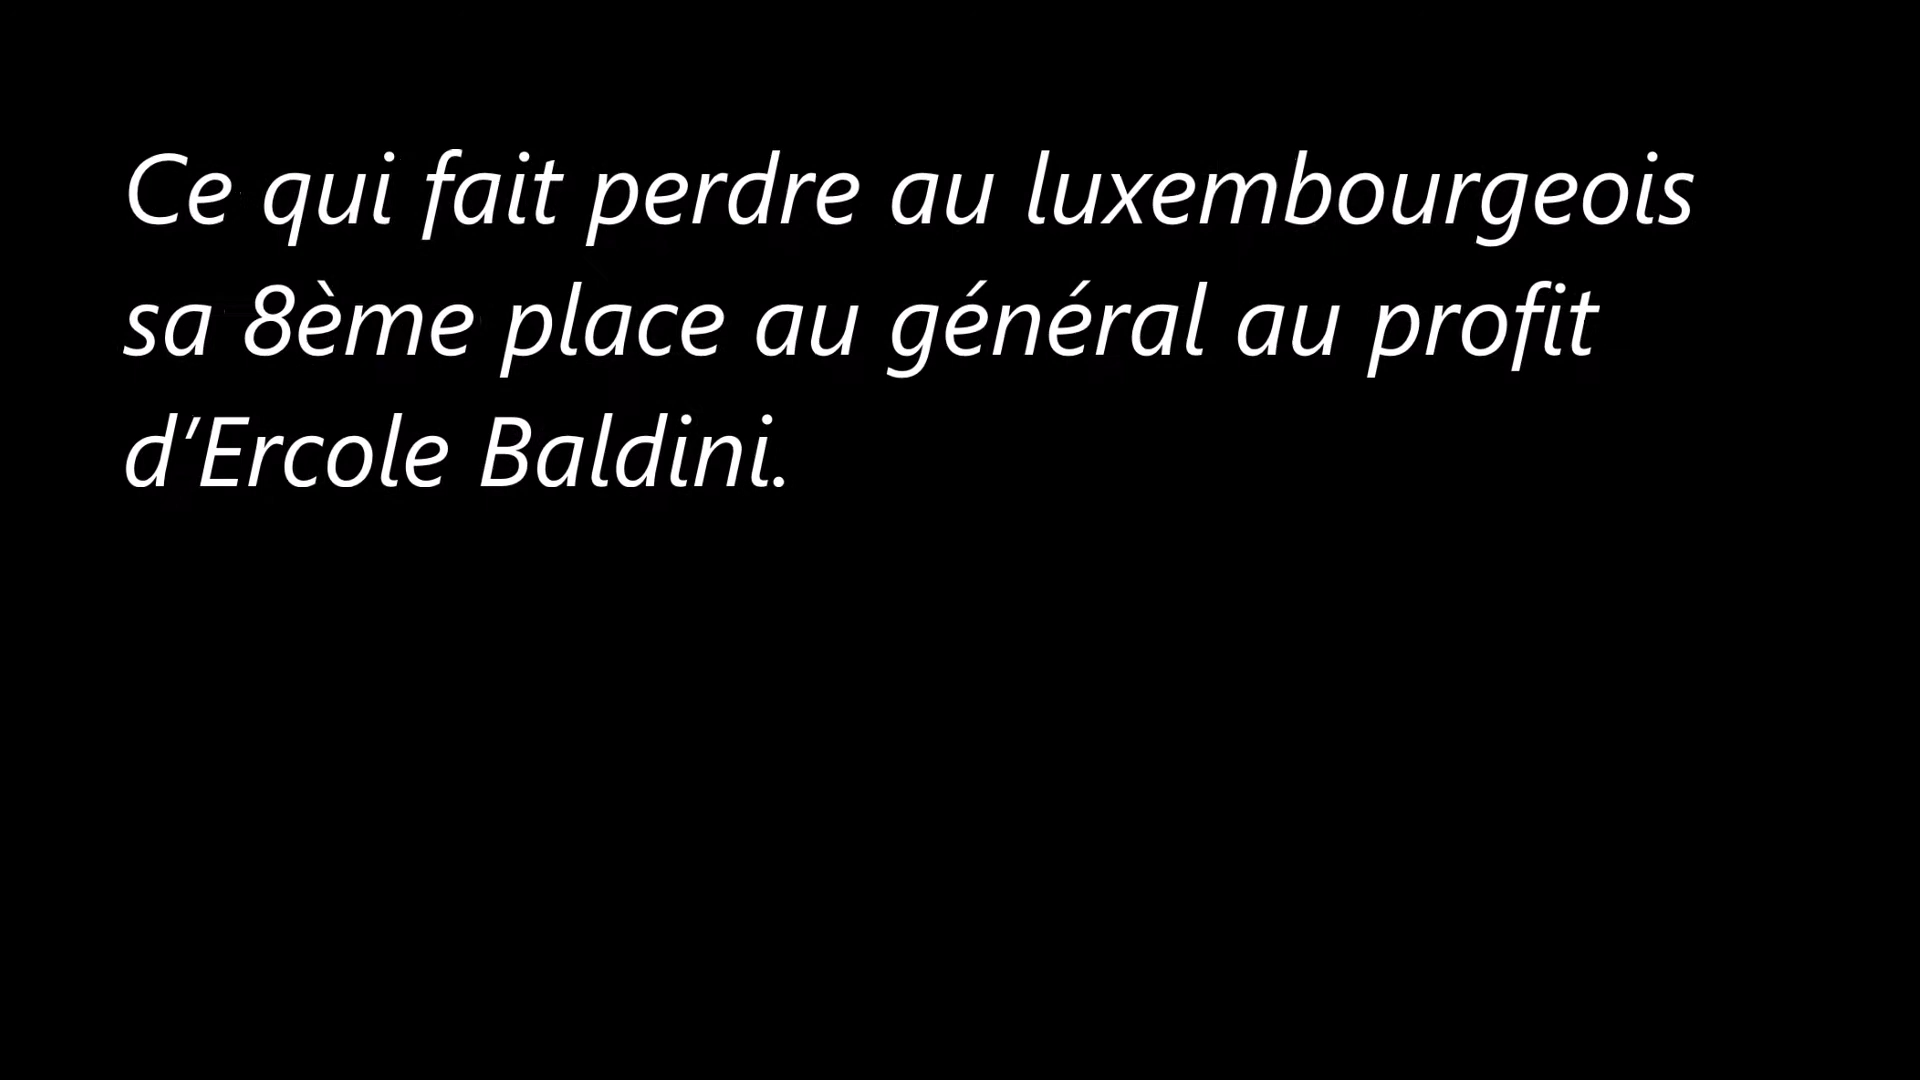 Ce qui fait perdre au luxembourgeois
sa 8ème place au général au profit
d’Ercole Baldini.